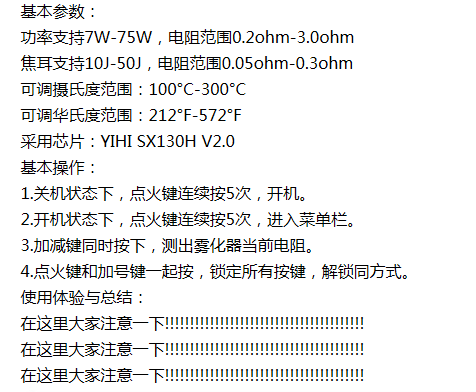 基本参数：
功率支持7W-75W，电阻范围0.2ohm-3.0ohm
焦耳支持10J-50J，电阻范围0.05ohm-0.3ohm
可调摄氏度范围：100°C-300°C
可调华氏度范围：212°F-572°F
采用芯片：YIHI SX130H V2.0
基本操作：
1.关机状态下，点火键连续按5次，开机。
2.开机状态下，点火键连续按5次，进入菜单栏。
3.加减键同时按下，测出雾化器当前电阻。
4.点火键和加号键一起按，锁定所有按键，解锁同方式。
使用体验与总结：
在这里大家注意一下!!!!!!!!!!!!!!!!!!!!!!!!!!!!!!!!!!!!!!!!
在这里大家注意一下!!!!!!!!!!!!!!!!!!!!!!!!!!!!!!!!!!!!!!!!
在这里大家注意一下!!!!!!!!!!!!!!!!!!!!!!!!!!!!!!!!!!!!!!!!